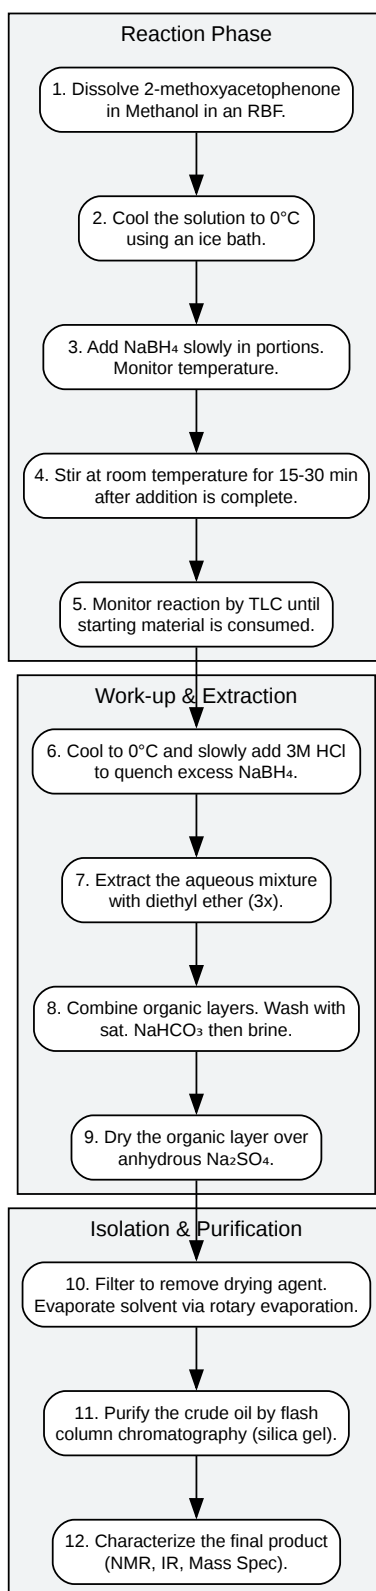 Reaction Phase
1. Dissolve 2-methoxyacetophenone
in Methanol in an RBF.
2. Cool the solution to 0°C
using an ice bath.
3. Add NaBH₄ slowly in portions.
Monitor temperature.
4. Stir at room temperature for 15-30 min
after addition is complete.
5. Monitor reaction by TLC until
starting material is consumed.
Work-up & Extraction
6. Cool to 0°C and slowly add 3M HCl
to quench excess NaBH₄.
7. Extract the aqueous mixture
with diethyl ether (3x).
8. Combine organic layers. Wash with
sat. NaHCO₃ then brine.
9. Dry the organic layer over
anhydrous Na₂SO₄.
Isolation & Purification
10. Filter to remove drying agent.
Evaporate solvent via rotary evaporation.
11. Purify the crude oil by flash
column chromatography (silica gel).
12. Characterize the final product
(NMR, IR, Mass Spec).